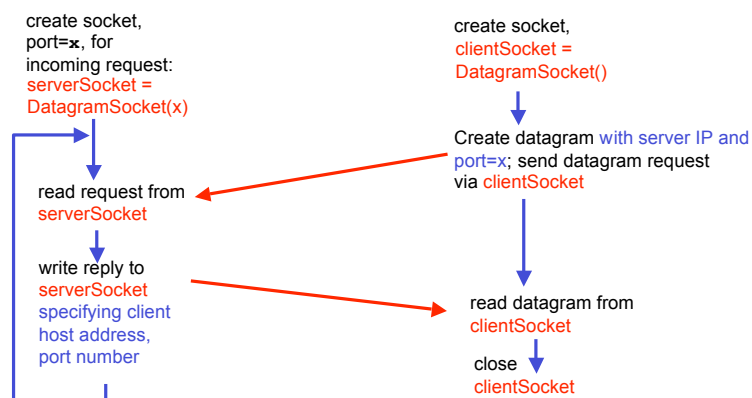 create socket,
port=x, for
incoming request:
serverSocket =
DatagramSocket(x)
read request from
serverSocket
write reply to
serverSocket
specifying client
host address,
port number
create socket,
clientSocket =
DatagramSocket()
Create datagram with server IP and
port=x; send datagram request
via clientSocket
read datagram from
clientSocket
close
clientSocket